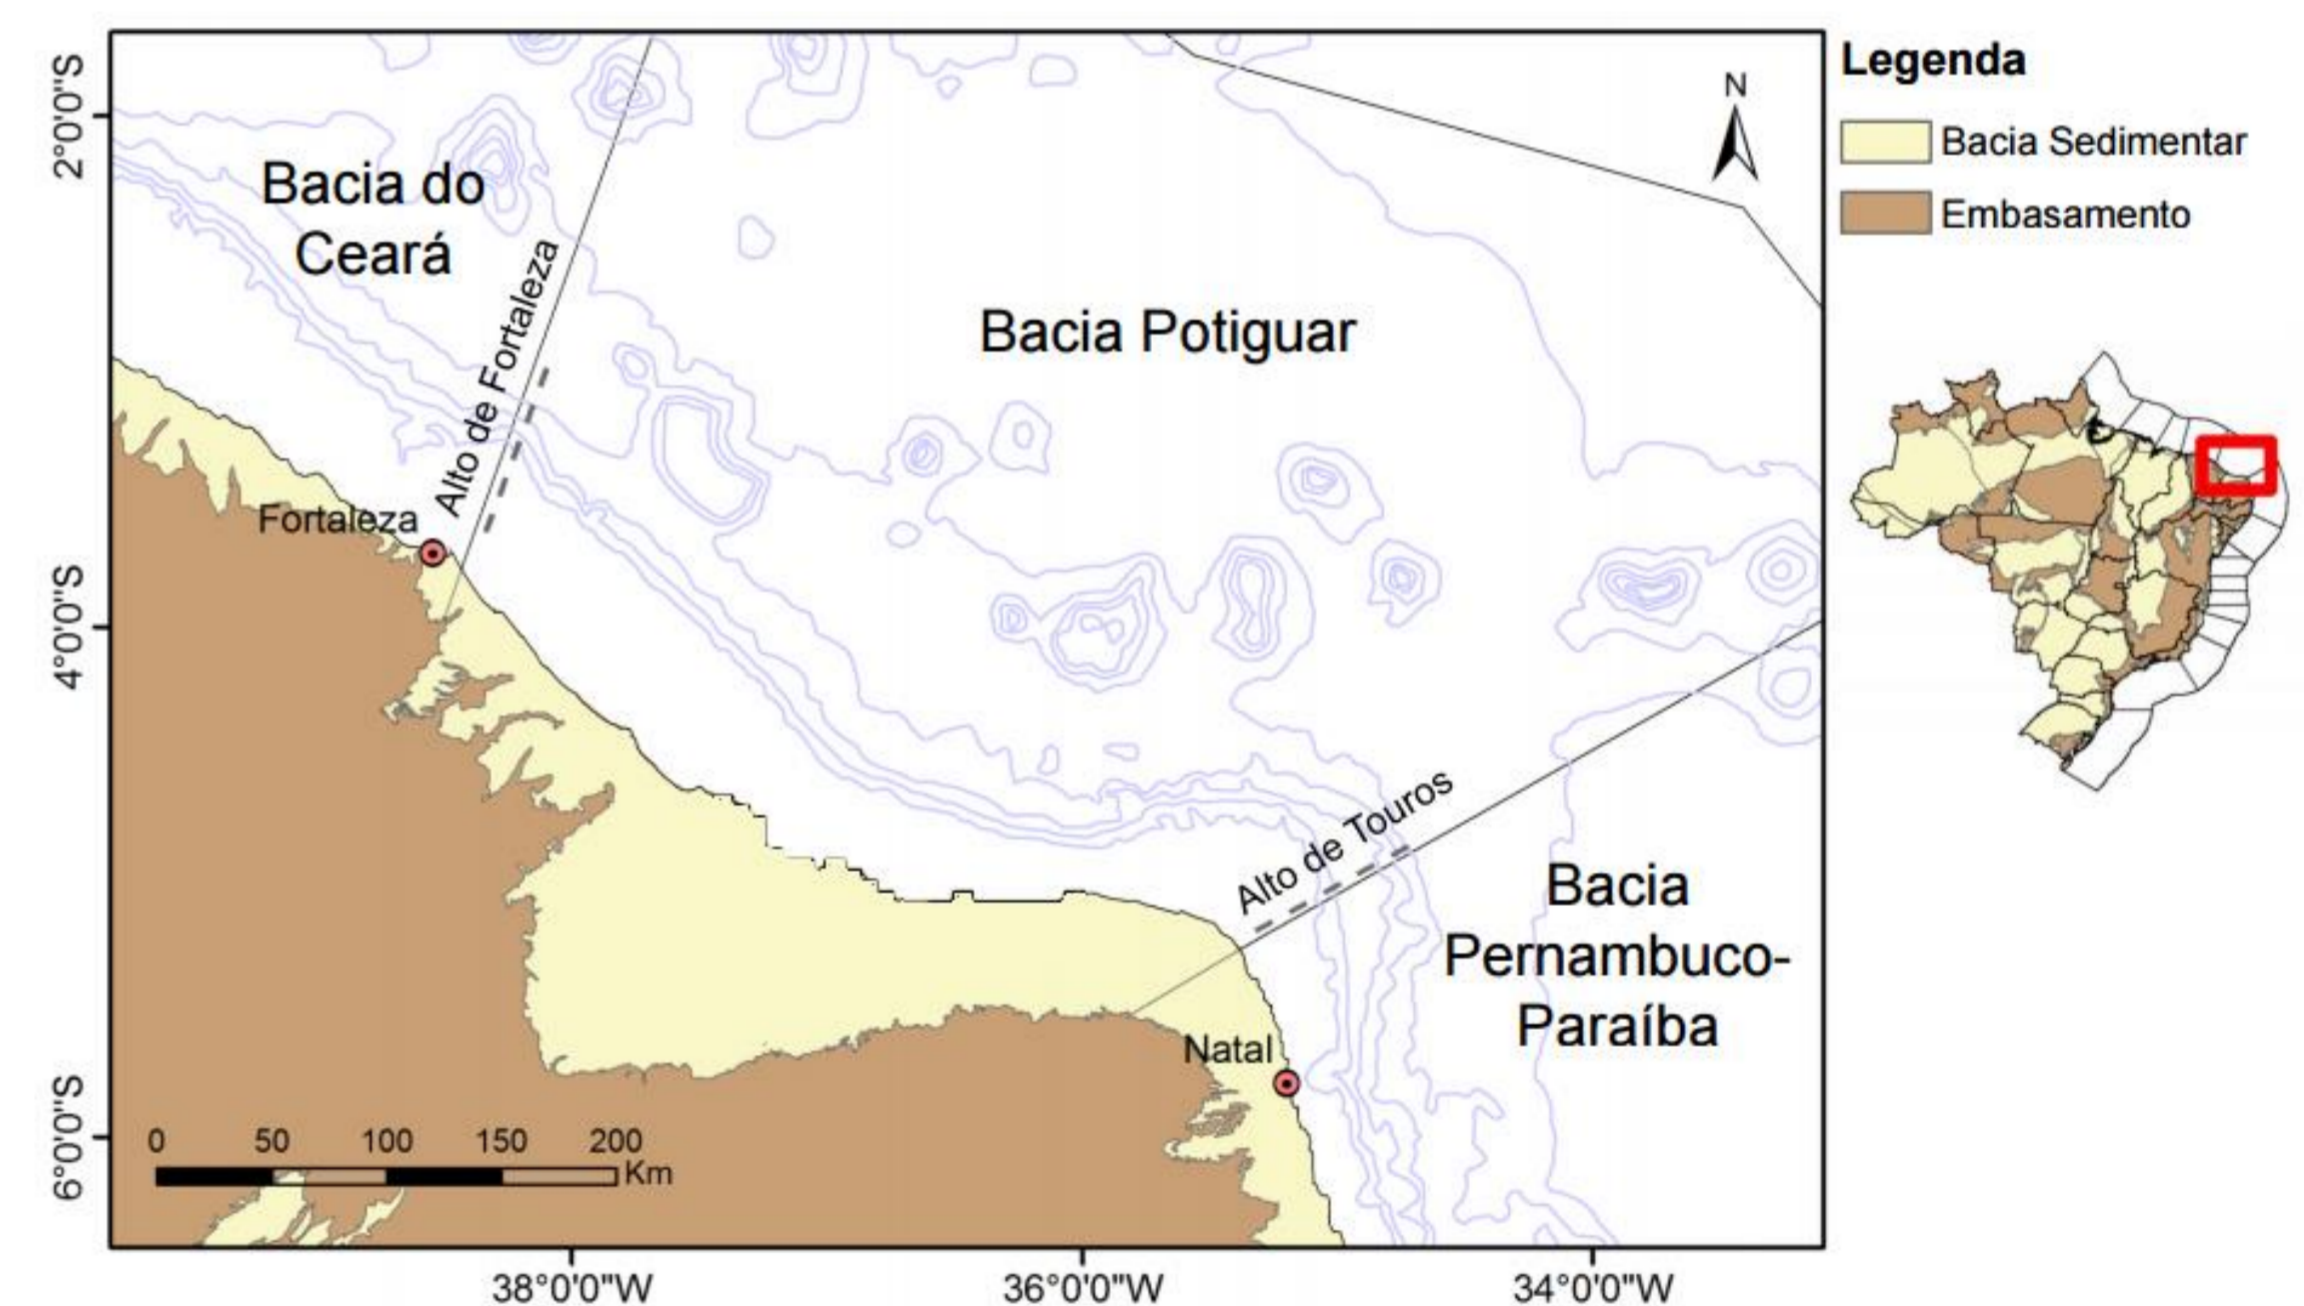 Legenda
Bacia Sedimentar
Embasamento
N
Bacia do
Ceará
Alto de Fortaleza
Bacia Potiguar
Fortaleza
Alto de Touros
Bacia
Pernambuco-
Paraíba
Natal
0 50 100 150 200
Km
2°0'0"S
4°0'0"S
6°0'0"S
38°0'0"W 36°0'0"W 34°0'0"W